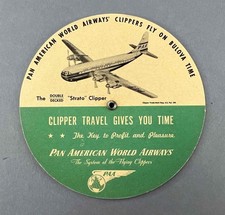 PAN AMERICAN WORLD AIRWAYS' CLIPPERS FLY ON BULOVA TIME
The DOUBLE DECKED "Strato" Clipper
CLIPPER TRAVEL GIVES YOU TIME
The Key to Profit and Pleasure
PAN AMERICAN WORLD AIRWAYS
The System of the Flying Clippers
PAA